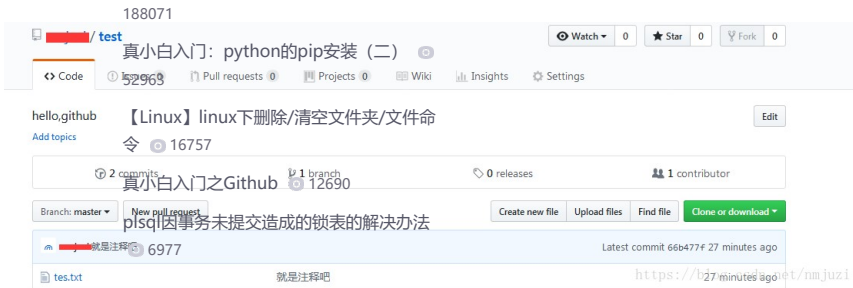 188071
/ test
Watch 0 Star 0 Fork 0
真小白入门：python的pip安装（二）
Code Issues 0 Pull requests 0 Projects 0 Wiki Insights Settings
52963
hello,github
Edit
【Linux】linux下删除/清空文件夹/文件命
Add topics
令 16757
2 commits 1 branch 0 releases 1 contributor
真小白入门之Github 12690
Branch: master New pull request Create new file Upload files Find file Clone or download
plsql因事务未提交造成的锁表的解决办法
就是注释吧 Latest commit 66b477f 27 minutes ago
6977
tes.txt 就是注释吧 27 minutes ago
https://blog.csdn.net/nmjuzi